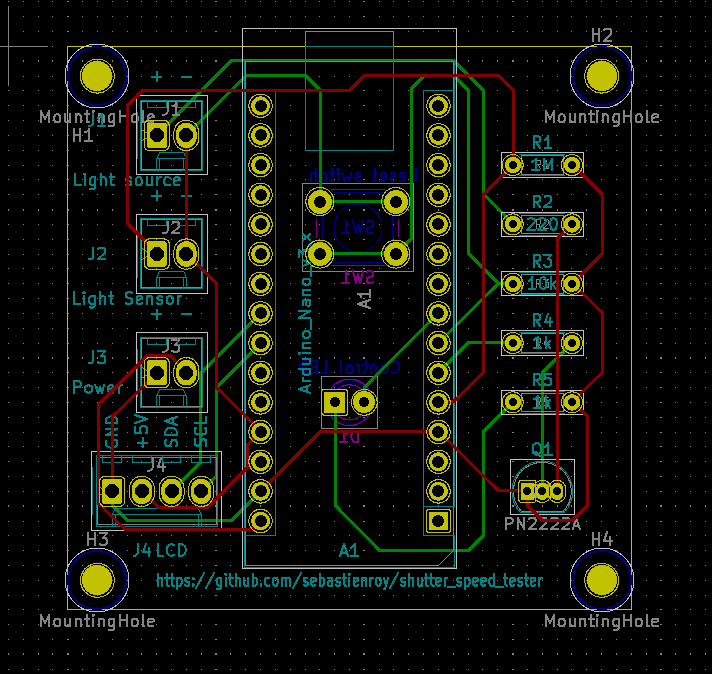 H2
+ -
J1
J1
MountingHole
MountingHole
H1
R1
1M
Light source
Reset switch
+ -
R2
220
J2
J2
SW1
SW1
R3
10k
A1
Light Sensor
Arduino_Nano_v3.x
+ -
R4
1k
J3
J3
Control LED
Power
R5
1k
GND
+5V
SDA
SCL
D1
Q1
J4
PN2222A
H3
H4
J4 LCD
A1
https://github.com/sebastienroy/shutter_speed_tester
MountingHole
MountingHole